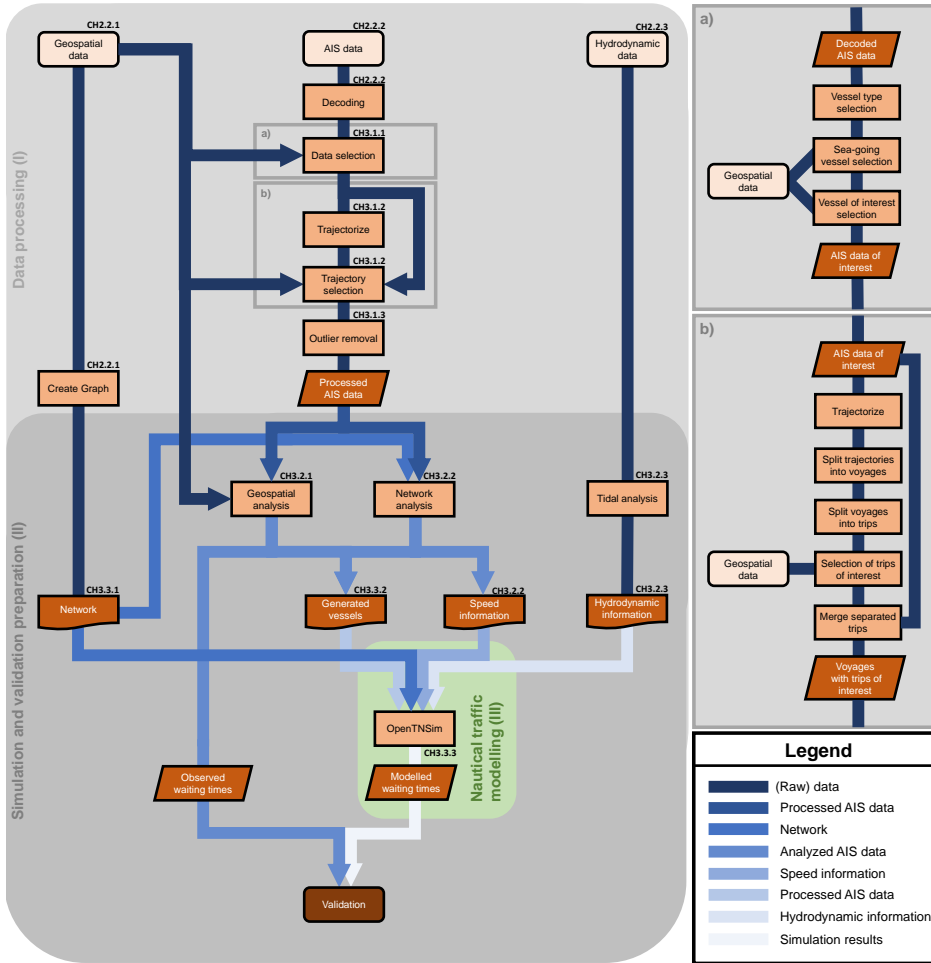 CH2.2.1
Geospatial
data
CH2.2.2
AIS data
CH2.2.3
Hydrodynamic
data
CH2.2.2
Decoding
a)
CH3.1.1
Data selection
b)
CH3.1.2
Trajectorize
CH3.1.2
Trajectory
selection
CH3.1.3
Outlier removal
CH2.2.1
Create Graph
Processed
AIS data
Data processing (I)
CH3.2.1
Geospatial
analysis
CH3.2.2
Network
analysis
CH2.2.3
Tidal analysis
CH3.3.1
Network
CH3.3.2
Generated
vessels
CH3.2.2
Speed
information
CH3.2.3
Hydrodynamic
information
OpenTNSim
CH3.3.3
Observed
waiting times
Modelled
waiting times
Nautical traffic
modelling (III)
Validation
Simulation and validation preparation (II)
a)
Decoded
AIS data
Vessel type
selection
Sea-going
vessel selection
Geospatial
data
Vessel of interest
selection
AIS data of
interest
b)
AIS data of
interest
Trajectorize
Split trajectories
into voyages
Split voyages
into trips
Geospatial
data
Selection of trips
of interest
Merge separated
trips
Voyages
with trips of
interest
Legend
(Raw) data
Processed AIS data
Network
Analyzed AIS data
Speed information
Processed AIS data
Hydrodynamic information
Simulation results